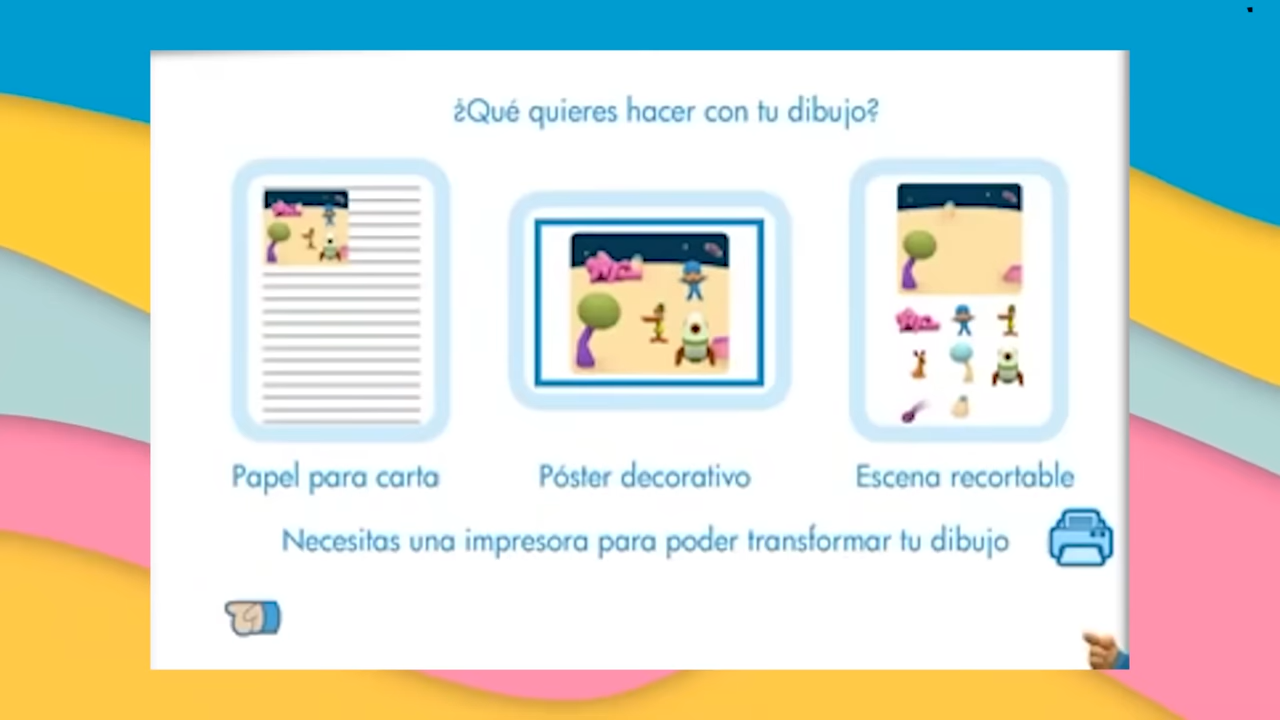 ¿Qué quieres hacer con tu dibujo?
Papel para carta
Póster decorativo
Escena recortable
Necesitas una impresora para poder transformar tu dibujo